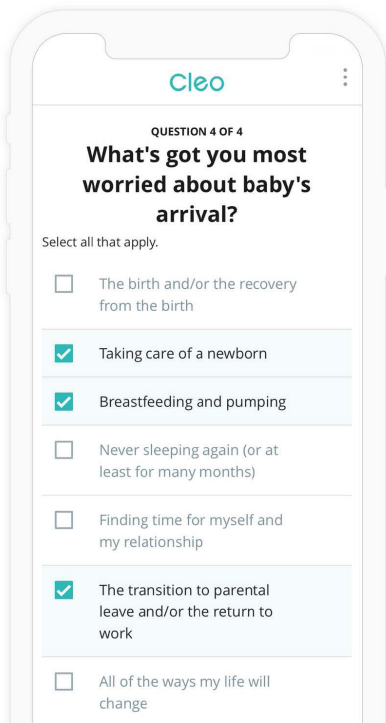 Cleo
QUESTION 4 OF 4
What's got you most
worried about baby's
arrival?
Select all that apply.
The birth and/or the recovery
from the birth
Taking care of a newborn
Breastfeeding and pumping
Never sleeping again (or at
least for many months)
Finding time for myself and
my relationship
The transition to parental
leave and/or the return to
work
All of the ways my life will
change